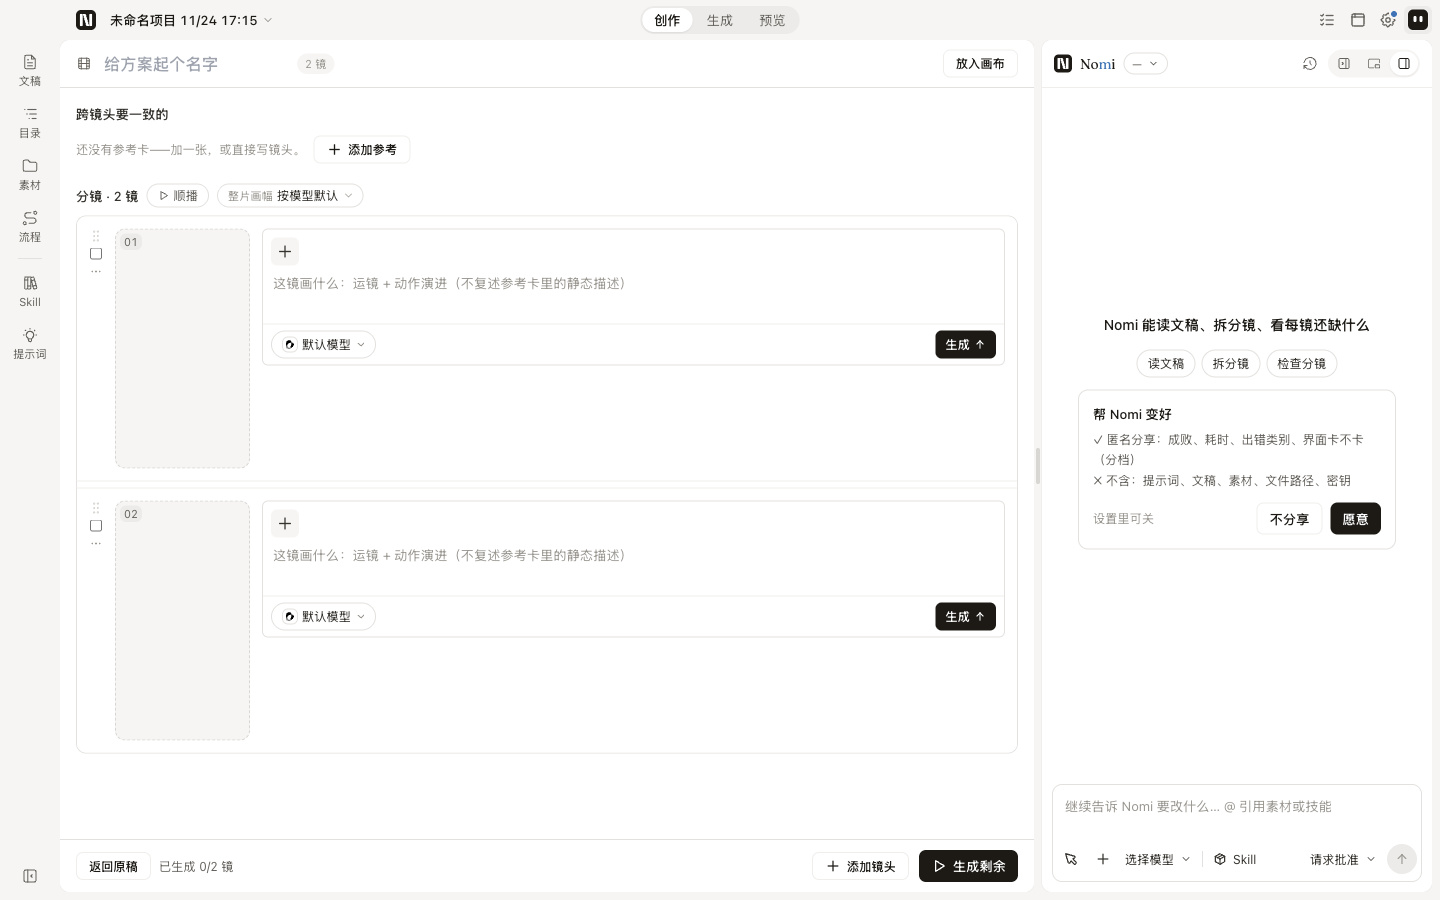 未命名项目 11/24 17:15
创作
生成
预览
文稿
目录
素材
流程
Skill
提示词
给方案起个名字
2 镜
放入画布
跨镜头要一致的
还没有参考卡——加一张，或直接写镜头。
添加参考
分镜 · 2 镜
顺播
整片画幅 按模型默认
01
这镜画什么：运镜 + 动作演进（不复述参考卡里的静态描述）
默认模型
生成
02
这镜画什么：运镜 + 动作演进（不复述参考卡里的静态描述）
默认模型
生成
返回原稿
已生成 0/2 镜
添加镜头
生成剩余
Nomi
—
Nomi 能读文稿、拆分镜、看每镜还缺什么
读文稿
拆分镜
检查分镜
帮 Nomi 变好
✓ 匿名分享：成败、耗时、出错类别、界面卡不卡
（分档）
✕ 不含：提示词、文稿、素材、文件路径、密钥
设置里可关
不分享
愿意
继续告诉 Nomi 要改什么… @ 引用素材或技能
选择模型
Skill
请求批准